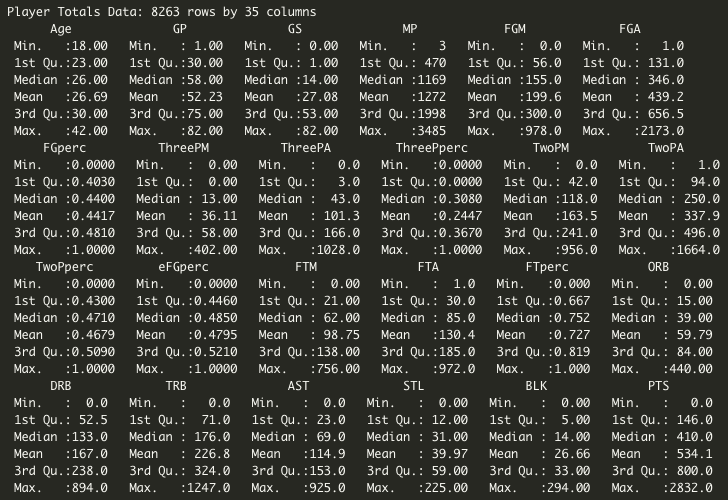 Player Totals Data: 8263 rows by 35 columns
Age GP GS MP FGM FGA
Min. :18.00 Min. : 1.00 Min. : 0.00 Min. : 3 Min. : 0.0 Min. : 1.0
1st Qu.:23.00 1st Qu.:30.00 1st Qu.: 1.00 1st Qu.: 470 1st Qu.: 56.0 1st Qu.: 131.0
Median :26.00 Median :58.00 Median :14.00 Median :1169 Median :155.0 Median : 346.0
Mean :26.69 Mean :52.23 Mean :27.08 Mean :1272 Mean :199.6 Mean : 439.2
3rd Qu.:30.00 3rd Qu.:75.00 3rd Qu.:53.00 3rd Qu.:1998 3rd Qu.:300.0 3rd Qu.: 656.5
Max. :42.00 Max. :82.00 Max. :82.00 Max. :3485 Max. :978.0 Max. :2173.0
FGperc ThreePM ThreePA ThreePperc TwoPM TwoPA
Min. :0.0000 Min. : 0.00 Min. : 0.0 Min. :0.0000 Min. : 0.0 Min. : 1.0
1st Qu.:0.4030 1st Qu.: 0.00 1st Qu.: 3.0 1st Qu.:0.0000 1st Qu.: 42.0 1st Qu.: 94.0
Median :0.4400 Median : 13.00 Median : 43.0 Median :0.3080 Median :118.0 Median : 250.0
Mean :0.4417 Mean : 36.11 Mean : 101.3 Mean :0.2447 Mean :163.5 Mean : 337.9
3rd Qu.:0.4810 3rd Qu.: 58.00 3rd Qu.: 166.0 3rd Qu.:0.3670 3rd Qu.:241.0 3rd Qu.: 496.0
Max. :1.0000 Max. :402.00 Max. :1028.0 Max. :1.0000 Max. :956.0 Max. :1664.0
TwoPperc eFGperc FTM FTA FTperc ORB
Min. :0.0000 Min. :0.0000 Min. : 0.00 Min. : 1.0 Min. :0.000 Min. : 0.00
1st Qu.:0.4300 1st Qu.:0.4460 1st Qu.: 21.00 1st Qu.: 30.0 1st Qu.:0.667 1st Qu.: 15.00
Median :0.4710 Median :0.4850 Median : 62.00 Median : 85.0 Median :0.752 Median : 39.00
Mean :0.4679 Mean :0.4795 Mean : 98.75 Mean :130.4 Mean :0.727 Mean : 59.79
3rd Qu.:0.5090 3rd Qu.:0.5210 3rd Qu.:138.00 3rd Qu.:185.0 3rd Qu.:0.819 3rd Qu.: 84.00
Max. :1.0000 Max. :1.0000 Max. :756.00 Max. :972.0 Max. :1.000 Max. :440.00
DRB TRB AST STL BLK PTS
Min. : 0.0 Min. : 0.0 Min. : 0.0 Min. : 0.00 Min. : 0.00 Min. : 0.0
1st Qu.: 52.5 1st Qu.: 71.0 1st Qu.: 23.0 1st Qu.: 12.00 1st Qu.: 5.00 1st Qu.: 146.0
Median :133.0 Median : 176.0 Median : 69.0 Median : 31.00 Median : 14.00 Median : 410.0
Mean :167.0 Mean : 226.8 Mean :114.9 Mean : 39.97 Mean : 26.66 Mean : 534.1
3rd Qu.:238.0 3rd Qu.: 324.0 3rd Qu.:153.0 3rd Qu.: 59.00 3rd Qu.: 33.00 3rd Qu.: 800.0
Max. :894.0 Max. :1247.0 Max. :925.0 Max. :225.00 Max. :294.00 Max. :2832.0